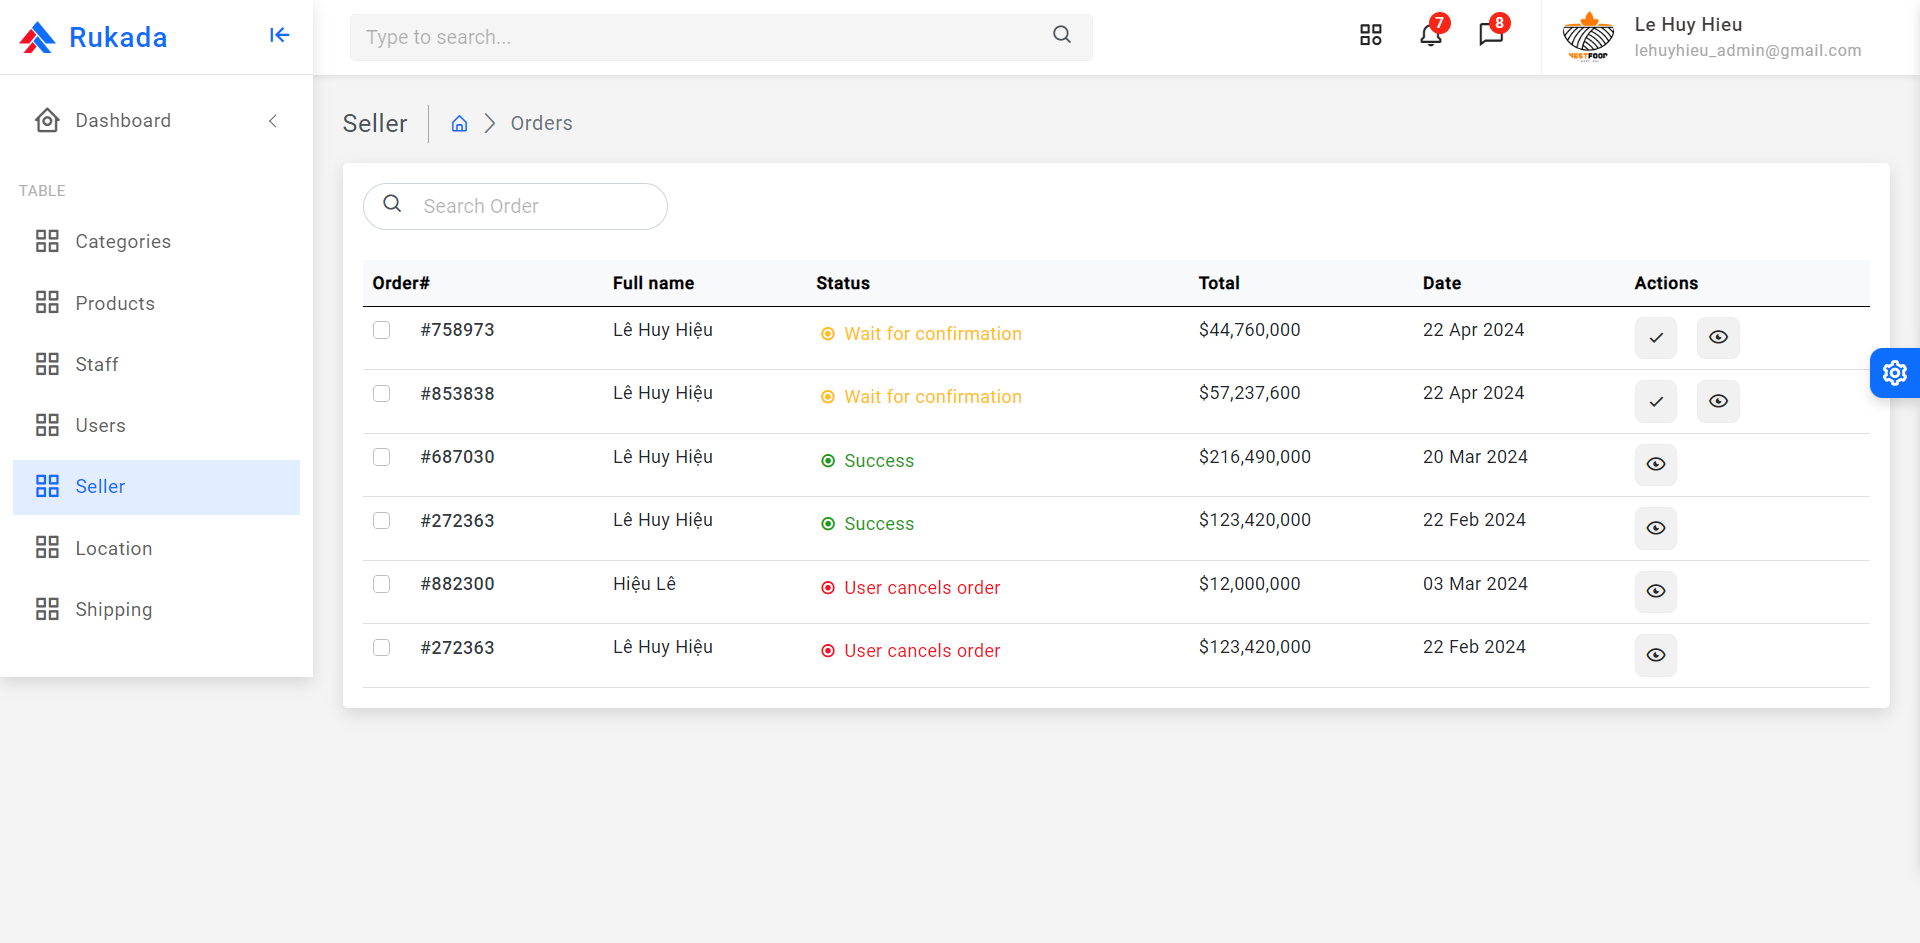 Rukada
Type to search...
7
8
Le Huy Hieu
lehuyhieu_admin@gmail.com
Dashboard
TABLE
Categories
Products
Staff
Users
Seller
Location
Shipping
Seller
Orders
Search Order
Order# Full name Status Total Date Actions
#758973 Lê Huy Hiệu Wait for confirmation $44,760,000 22 Apr 2024
#853838 Lê Huy Hiệu Wait for confirmation $57,237,600 22 Apr 2024
#687030 Lê Huy Hiệu Success $216,490,000 20 Mar 2024
#272363 Lê Huy Hiệu Success $123,420,000 22 Feb 2024
#882300 Hiệu Lê User cancels order $12,000,000 03 Mar 2024
#272363 Lê Huy Hiệu User cancels order $123,420,000 22 Feb 2024